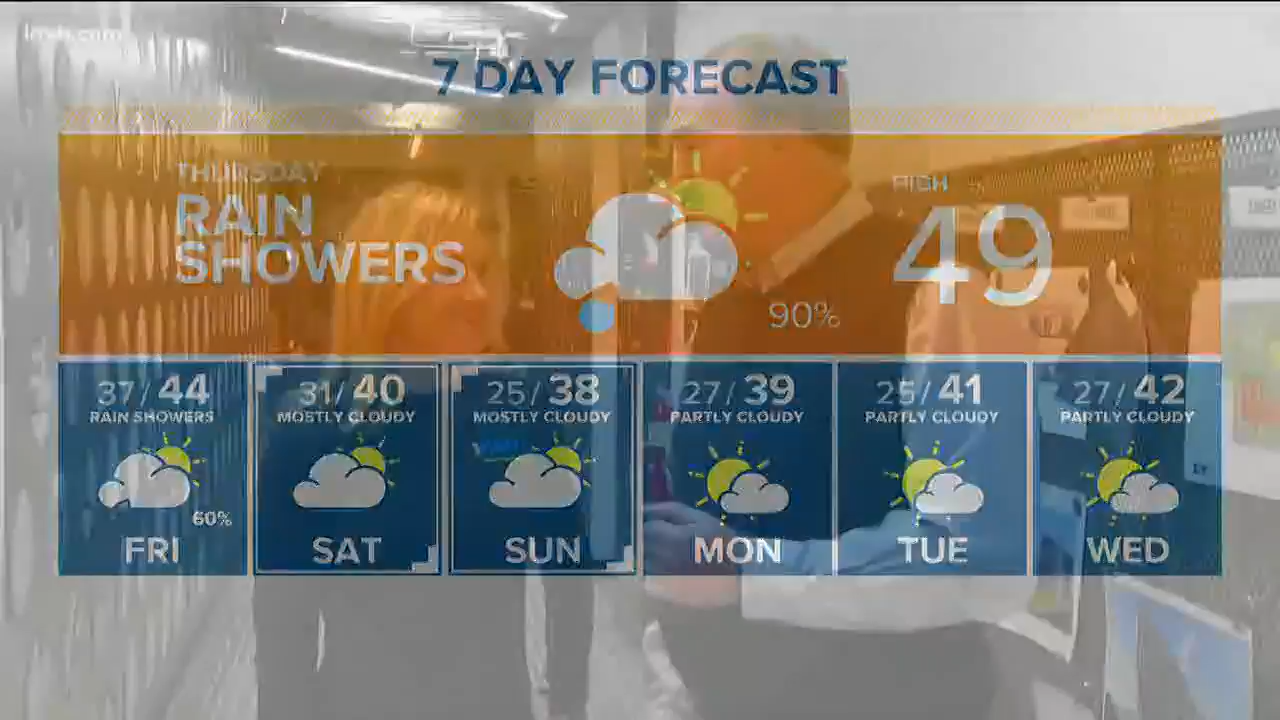 7 DAY FORECAST
THURSDAY
RAIN
SHOWERS
HIGH
49
90%
37/44
RAIN SHOWERS
60%
FRI
31/40
MOSTLY CLOUDY
SAT
25/38
MOSTLY CLOUDY
SUN
27/39
PARTLY CLOUDY
MON
25/41
PARTLY CLOUDY
TUE
27/42
PARTLY CLOUDY
WED